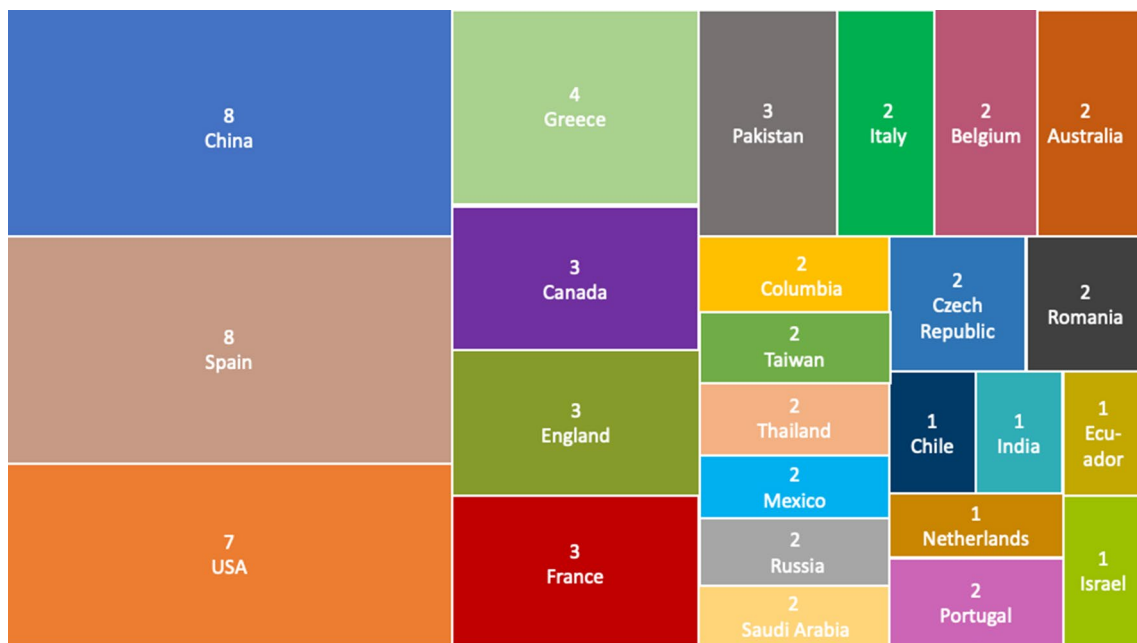 8
China
8
Spain
7
USA
4
Greece
3
Canada
3
England
3
France
3
Pakistan
2
Italy
2
Belgium
2
Australia
2
Columbia
2
Taiwan
2
Thailand
2
Mexico
2
Russia
2
Saudi Arabia
2
Czech
Republic
2
Romania
1
Chile
1
India
1
Ecu-
ador
1
Netherlands
2
Portugal
1
Israel